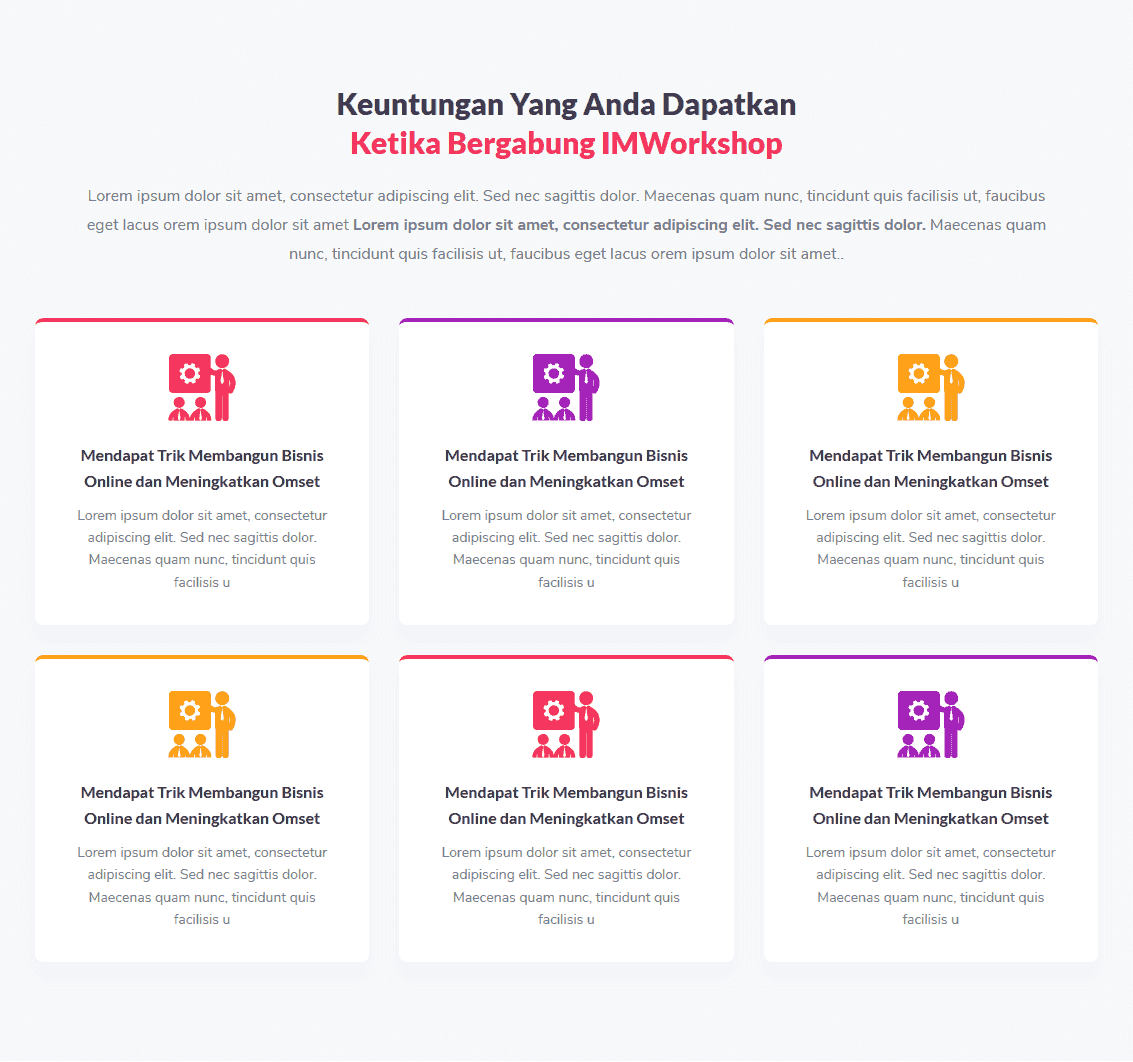 Keuntungan Yang Anda Dapatkan
Ketika Bergabung IMWorkshop
Lorem ipsum dolor sit amet, consectetur adipiscing elit. Sed nec sagittis dolor. Maecenas quam nunc, tincidunt quis facilisis ut, faucibus
eget lacus orem ipsum dolor sit amet Lorem ipsum dolor sit amet, consectetur adipiscing elit. Sed nec sagittis dolor. Maecenas quam
nunc, tincidunt quis facilisis ut, faucibus eget lacus orem ipsum dolor sit amet..
Mendapat Trik Membangun Bisnis
Online dan Meningkatkan Omset
Lorem ipsum dolor sit amet, consectetur
adipiscing elit. Sed nec sagittis dolor.
Maecenas quam nunc, tincidunt quis
facilisis u
Mendapat Trik Membangun Bisnis
Online dan Meningkatkan Omset
Lorem ipsum dolor sit amet, consectetur
adipiscing elit. Sed nec sagittis dolor.
Maecenas quam nunc, tincidunt quis
facilisis u
Mendapat Trik Membangun Bisnis
Online dan Meningkatkan Omset
Lorem ipsum dolor sit amet, consectetur
adipiscing elit. Sed nec sagittis dolor.
Maecenas quam nunc, tincidunt quis
facilisis u
Mendapat Trik Membangun Bisnis
Online dan Meningkatkan Omset
Lorem ipsum dolor sit amet, consectetur
adipiscing elit. Sed nec sagittis dolor.
Maecenas quam nunc, tincidunt quis
facilisis u
Mendapat Trik Membangun Bisnis
Online dan Meningkatkan Omset
Lorem ipsum dolor sit amet, consectetur
adipiscing elit. Sed nec sagittis dolor.
Maecenas quam nunc, tincidunt quis
facilisis u
Mendapat Trik Membangun Bisnis
Online dan Meningkatkan Omset
Lorem ipsum dolor sit amet, consectetur
adipiscing elit. Sed nec sagittis dolor.
Maecenas quam nunc, tincidunt quis
facilisis u